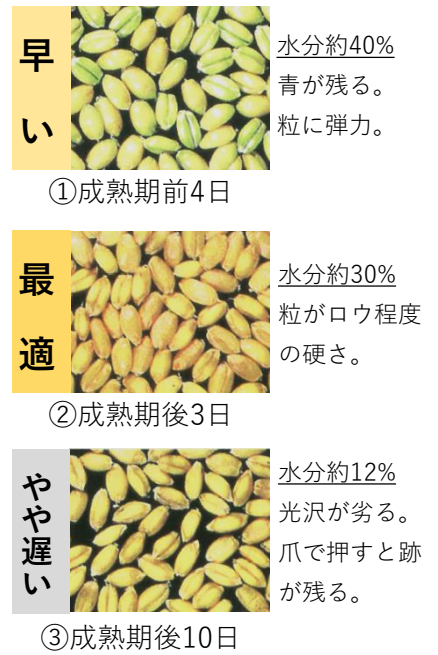 早い
水分約40%
青が残る。
粒に弾力。
①成熟期前4日
最適
水分約30%
粒がロウ程度
の硬さ。
②成熟期後3日
やや遅い
水分約12%
光沢が劣る。
爪で押すと跡
が残る。
③成熟期後10日